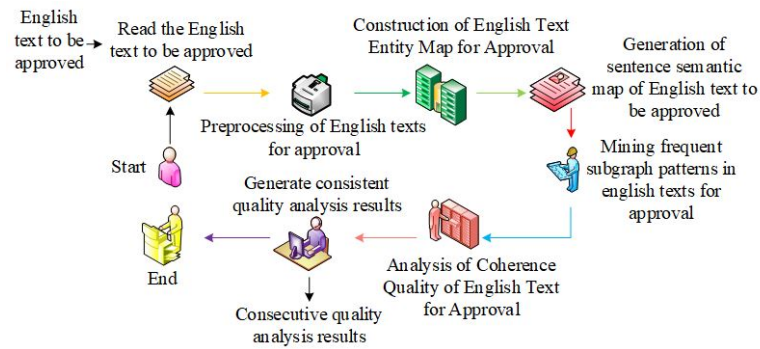 English
text to be
approved
Read the English
text to be approved
Preprocessing of English texts
for approval
Construction of English Text
Entity Map for Approval
Generation of
sentence semantic
map of English text to
be approved
Mining frequent
subgraph patterns in
english texts for
approval
Analysis of Coherence
Quality of English Text
for Approval
Generate consistent
quality analysis results
Consecutive quality
analysis results
Start
End